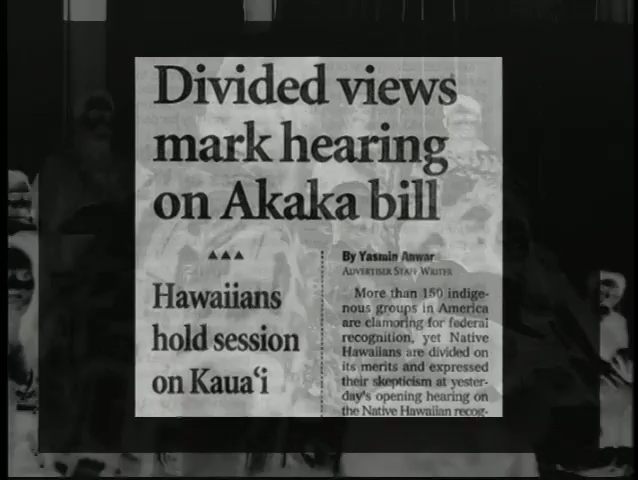 Divided views
mark hearing
on Akaka bill
▲▲▲
Hawaiians
hold session
on Kaua‘i
By Yasmin Anwar
ADVERTISER STAFF WRITER
More than 150 indige-
nous groups in America
are clamoring for federal
recognition, yet Native
Hawaiians are divided on
its merits and expressed
their skepticism at yester-
day's opening hearing on
the Native Hawaiian recog-